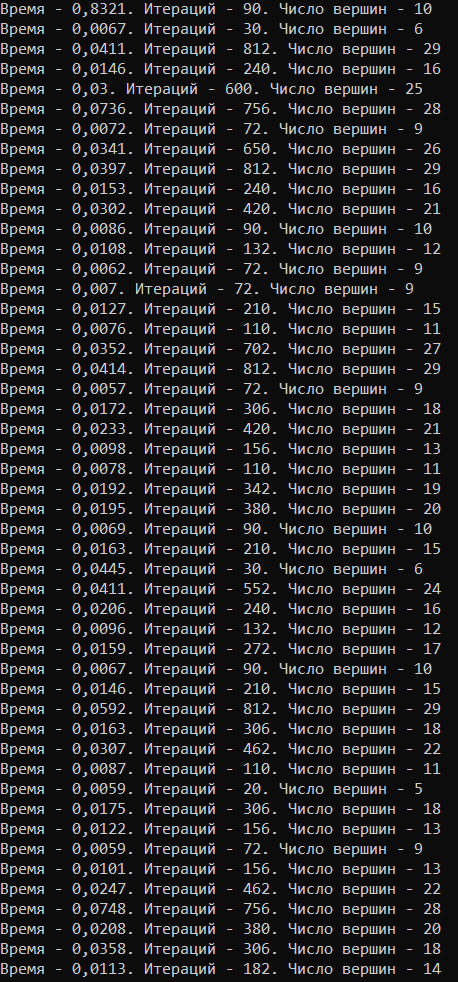 Время - 0,8321. Итераций - 90. Число вершин - 10
Время - 0,0067. Итераций - 30. Число вершин - 6
Время - 0,0411. Итераций - 812. Число вершин - 29
Время - 0,0146. Итераций - 240. Число вершин - 16
Время - 0,03. Итераций - 600. Число вершин - 25
Время - 0,0736. Итераций - 756. Число вершин - 28
Время - 0,0072. Итераций - 72. Число вершин - 9
Время - 0,0341. Итераций - 650. Число вершин - 26
Время - 0,0397. Итераций - 812. Число вершин - 29
Время - 0,0153. Итераций - 240. Число вершин - 16
Время - 0,0302. Итераций - 420. Число вершин - 21
Время - 0,0086. Итераций - 90. Число вершин - 10
Время - 0,0108. Итераций - 132. Число вершин - 12
Время - 0,0062. Итераций - 72. Число вершин - 9
Время - 0,007. Итераций - 72. Число вершин - 9
Время - 0,0127. Итераций - 210. Число вершин - 15
Время - 0,0076. Итераций - 110. Число вершин - 11
Время - 0,0352. Итераций - 702. Число вершин - 27
Время - 0,0414. Итераций - 812. Число вершин - 29
Время - 0,0057. Итераций - 72. Число вершин - 9
Время - 0,0172. Итераций - 306. Число вершин - 18
Время - 0,0233. Итераций - 420. Число вершин - 21
Время - 0,0098. Итераций - 156. Число вершин - 13
Время - 0,0078. Итераций - 110. Число вершин - 11
Время - 0,0192. Итераций - 342. Число вершин - 19
Время - 0,0195. Итераций - 380. Число вершин - 20
Время - 0,0069. Итераций - 90. Число вершин - 10
Время - 0,0163. Итераций - 210. Число вершин - 15
Время - 0,0445. Итераций - 30. Число вершин - 6
Время - 0,0411. Итераций - 552. Число вершин - 24
Время - 0,0206. Итераций - 240. Число вершин - 16
Время - 0,0096. Итераций - 132. Число вершин - 12
Время - 0,0159. Итераций - 272. Число вершин - 17
Время - 0,0067. Итераций - 90. Число вершин - 10
Время - 0,0146. Итераций - 210. Число вершин - 15
Время - 0,0592. Итераций - 812. Число вершин - 29
Время - 0,0163. Итераций - 306. Число вершин - 18
Время - 0,0307. Итераций - 462. Число вершин - 22
Время - 0,0087. Итераций - 110. Число вершин - 11
Время - 0,0059. Итераций - 20. Число вершин - 5
Время - 0,0175. Итераций - 306. Число вершин - 18
Время - 0,0122. Итераций - 156. Число вершин - 13
Время - 0,0059. Итераций - 72. Число вершин - 9
Время - 0,0101. Итераций - 156. Число вершин - 13
Время - 0,0247. Итераций - 462. Число вершин - 22
Время - 0,0748. Итераций - 756. Число вершин - 28
Время - 0,0208. Итераций - 380. Число вершин - 20
Время - 0,0358. Итераций - 306. Число вершин - 18
Время - 0,0113. Итераций - 182. Число вершин - 14